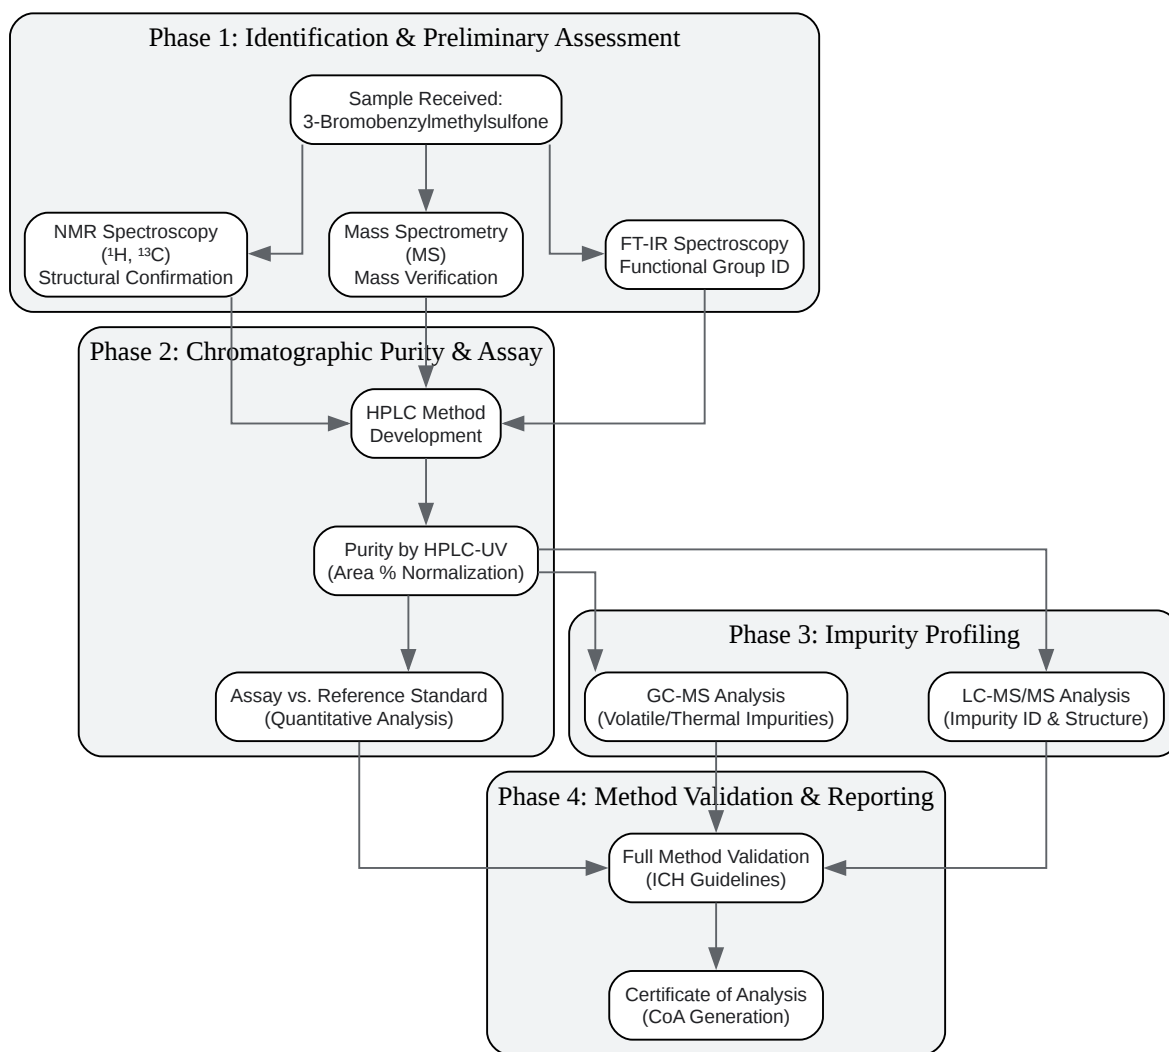 Phase 1: Identification & Preliminary Assessment
Sample Received:
3-Bromobenzylmethylsulfone
NMR Spectroscopy
(¹H, ¹³C)
Structural Confirmation
Mass Spectrometry
(MS)
Mass Verification
FT-IR Spectroscopy
Functional Group ID
Phase 2: Chromatographic Purity & Assay
HPLC Method
Development
Purity by HPLC-UV
(Area % Normalization)
Assay vs. Reference Standard
(Quantitative Analysis)
Phase 3: Impurity Profiling
GC-MS Analysis
(Volatile/Thermal Impurities)
LC-MS/MS Analysis
(Impurity ID & Structure)
Phase 4: Method Validation & Reporting
Full Method Validation
(ICH Guidelines)
Certificate of Analysis
(CoA Generation)